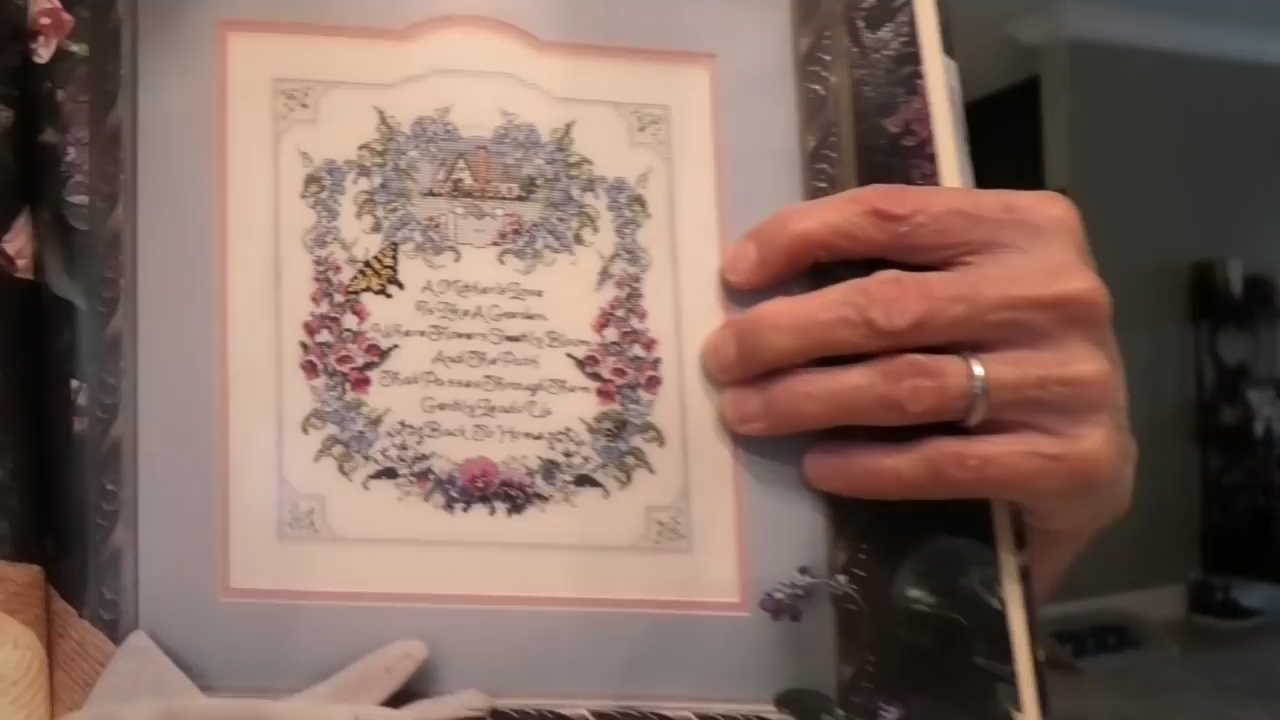 A Mother's Love
Is Like A Garden
Where Flowers Sweetly Bloom
And The Path
That Passes Through Them
Gently Leads Us
Back To Home